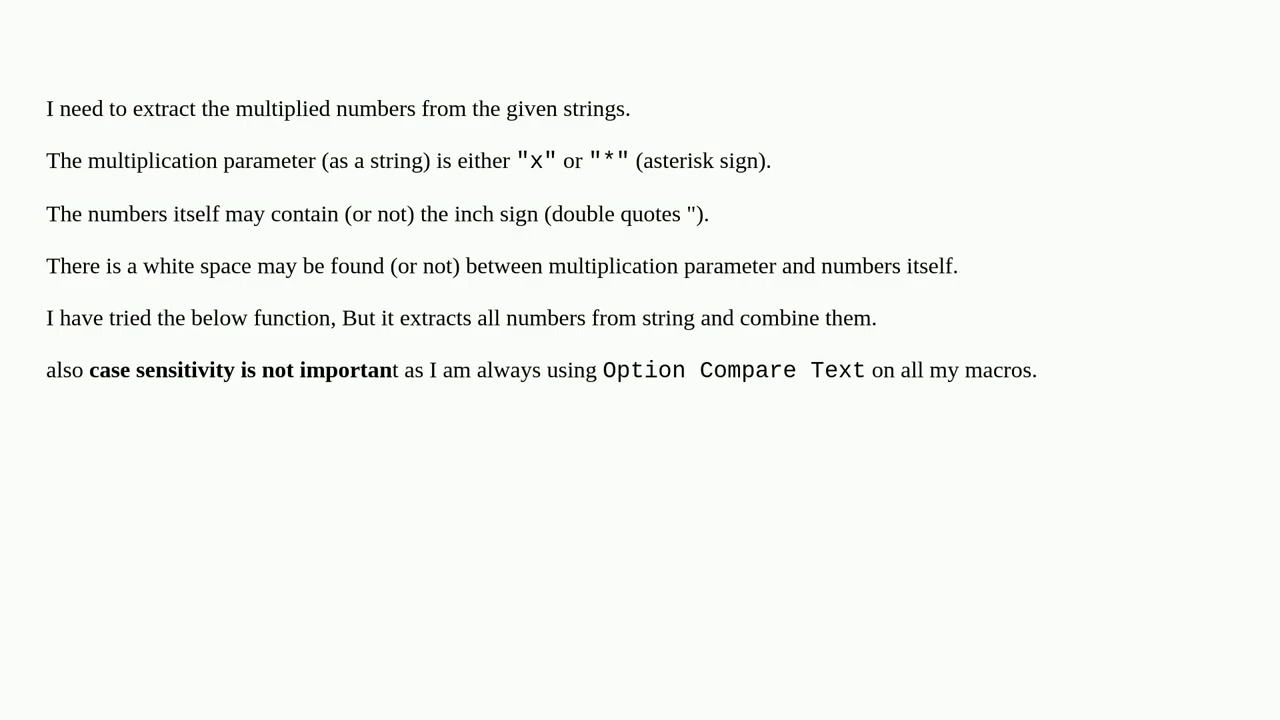 I need to extract the multiplied numbers from the given strings.
The multiplication parameter (as a string) is either "x" or "*" (asterisk sign).
The numbers itself may contain (or not) the inch sign (double quotes ").
There is a white space may be found (or not) between multiplication parameter and numbers itself.
I have tried the below function, But it extracts all numbers from string and combine them.
also case sensitivity is not important as I am always using Option Compare Text on all my macros.